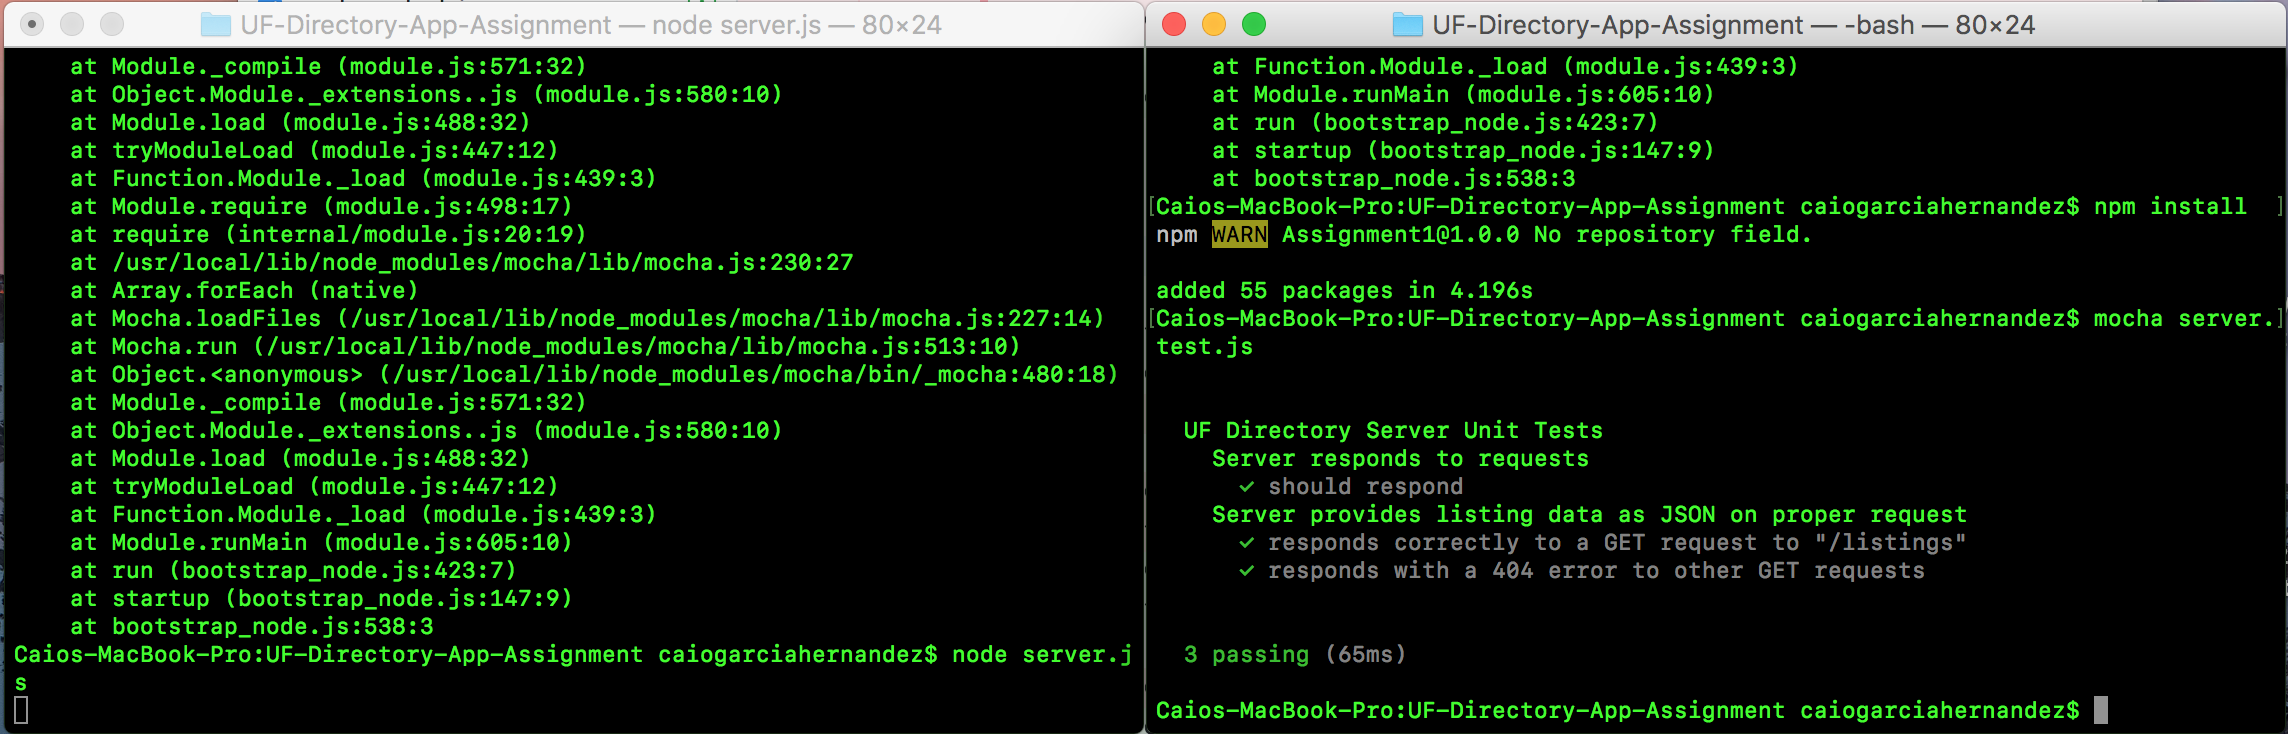 UF-Directory-App-Assignment — node server.js — 80×24
at Module._compile (module.js:571:32)
at Object.Module._extensions..js (module.js:580:10)
at Module.load (module.js:488:32)
at tryModuleLoad (module.js:447:12)
at Function.Module._load (module.js:439:3)
at Module.require (module.js:498:17)
at require (internal/module.js:20:19)
at /usr/local/lib/node_modules/mocha/lib/mocha.js:230:27
at Array.forEach (native)
at Mocha.loadFiles (/usr/local/lib/node_modules/mocha/lib/mocha.js:227:14)
at Mocha.run (/usr/local/lib/node_modules/mocha/lib/mocha.js:513:10)
at Object.<anonymous> (/usr/local/lib/node_modules/mocha/bin/_mocha:480:18)
at Module._compile (module.js:571:32)
at Object.Module._extensions..js (module.js:580:10)
at Module.load (module.js:488:32)
at tryModuleLoad (module.js:447:12)
at Function.Module._load (module.js:439:3)
at Module.runMain (module.js:605:10)
at run (bootstrap_node.js:423:7)
at startup (bootstrap_node.js:147:9)
at bootstrap_node.js:538:3
Caios-MacBook-Pro:UF-Directory-App-Assignment caiogarciahernandez$ node server.j
s
UF-Directory-App-Assignment — -bash — 80×24
at Function.Module._load (module.js:439:3)
at Module.runMain (module.js:605:10)
at run (bootstrap_node.js:423:7)
at startup (bootstrap_node.js:147:9)
at bootstrap_node.js:538:3
[Caios-MacBook-Pro:UF-Directory-App-Assignment caiogarciahernandez$ npm install ]
npm WARN Assignment1@1.0.0 No repository field.
added 55 packages in 4.196s
[Caios-MacBook-Pro:UF-Directory-App-Assignment caiogarciahernandez$ mocha server.]
test.js
UF Directory Server Unit Tests
Server responds to requests
✓ should respond
Server provides listing data as JSON on proper request
✓ responds correctly to a GET request to "/listings"
✓ responds with a 404 error to other GET requests
3 passing (65ms)
Caios-MacBook-Pro:UF-Directory-App-Assignment caiogarciahernandez$